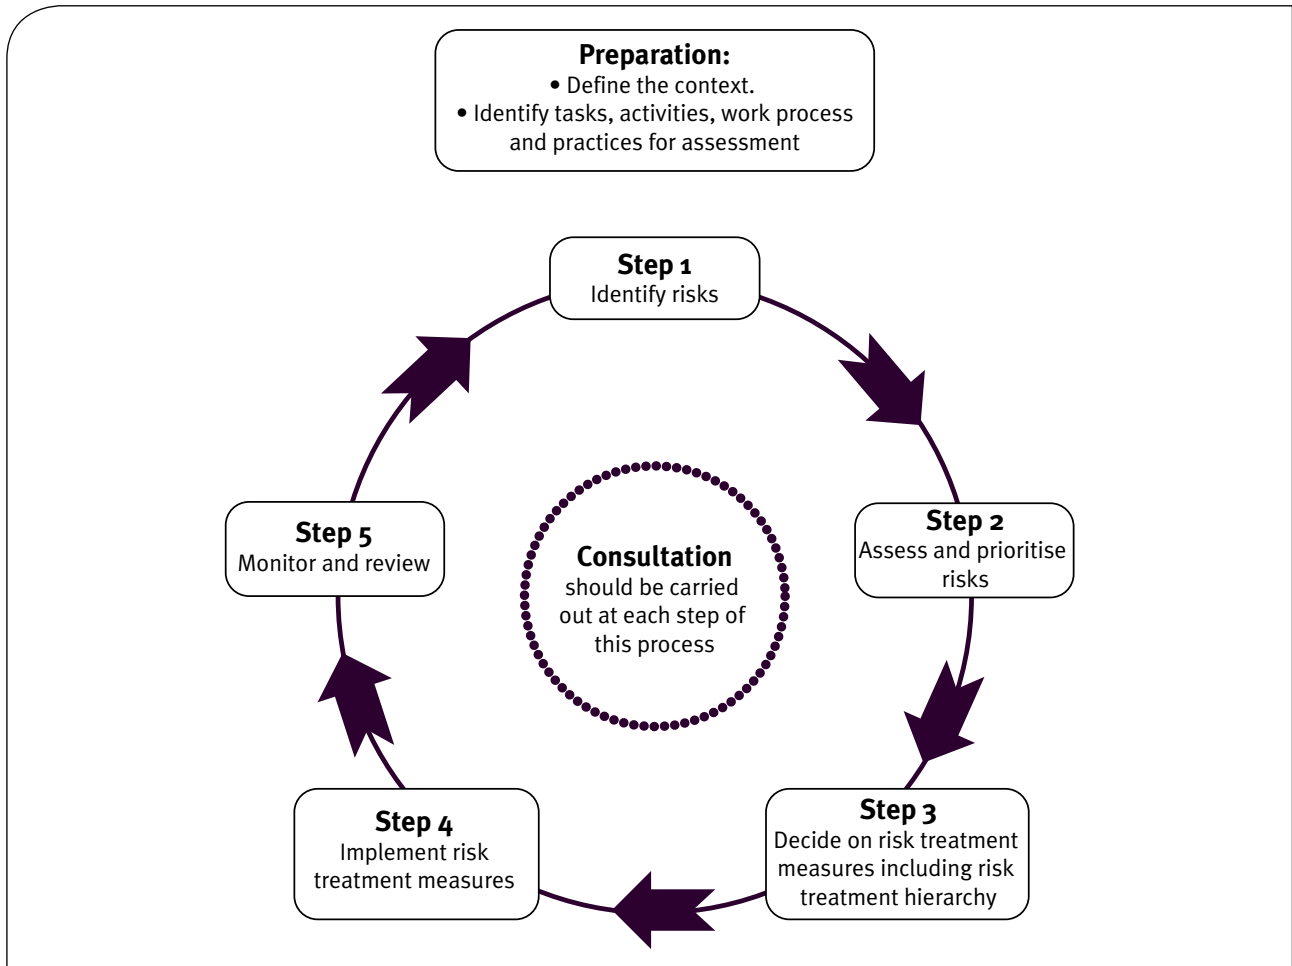 Preparation:
• Define the context.
• Identify tasks, activities, work process
and practices for assessment
Step 1
Identify risks
Step 2
Assess and prioritise
risks
Step 3
Decide on risk treatment
measures including risk
treatment hierarchy
Step 4
Implement risk
treatment measures
Step 5
Monitor and review
Consultation
should be carried
out at each step of
this process